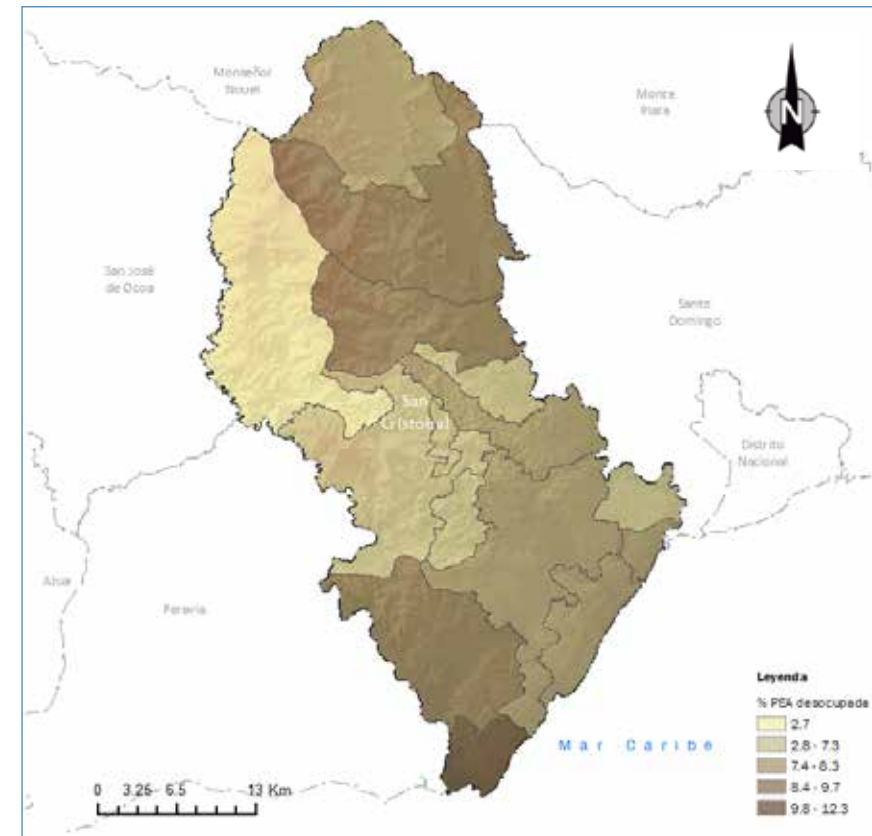 Monseñor
Nouel
Monte
Plata
N
San José
de Ocoa
Santo
Domingo
San
Cristóbal
Distrito
Nacional
Azua
Peravia
Leyenda
% PEA desocupada
2.7
2.8 - 7.3
7.4 - 8.3
8.4 - 9.7
9.8 - 12.3
Mar Caribe
0 3.25 6.5 13 Km